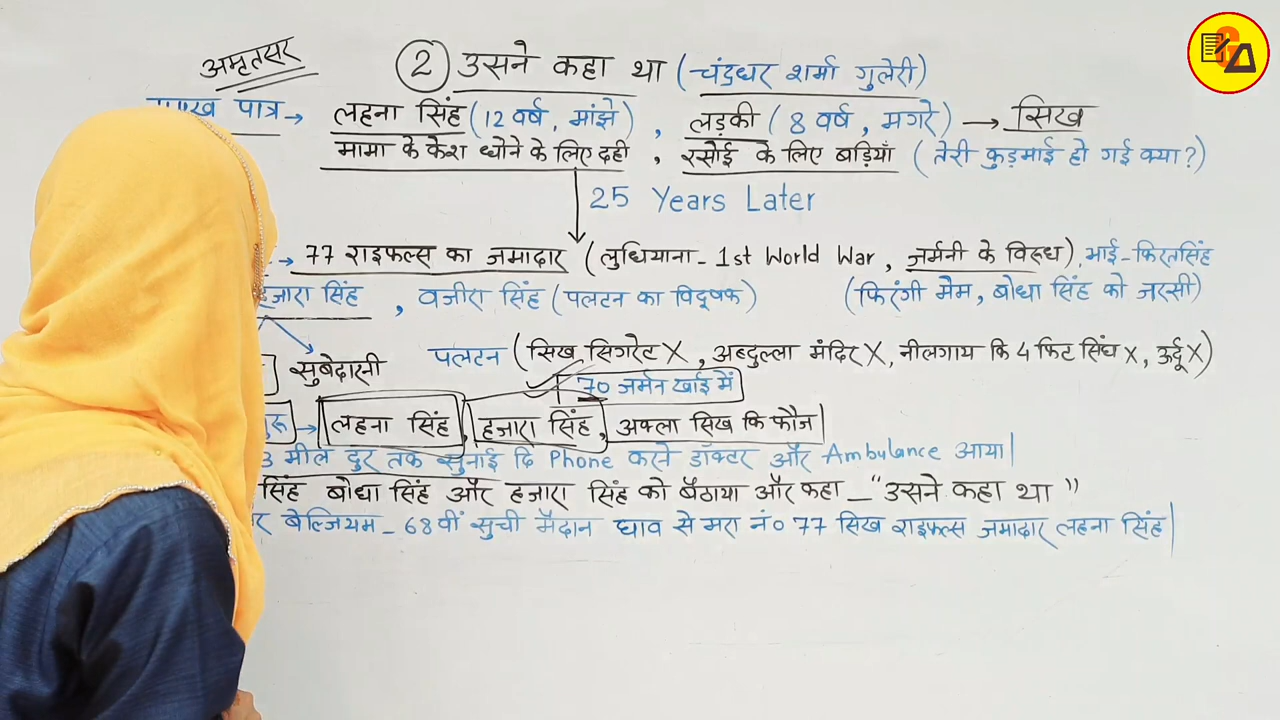 अमृतसर
2 उसने कहा था (चंद्रधर शर्मा गुलेरी)
पात्र → लहना सिंह (12 वर्ष, मांझे), लड़की (8 वर्ष, मगरे) → सिख
मामा के केश धोने के लिए दही, रसोई के लिए बड़ियाँ (तेरी कुड़माई हो गई क्या?)
25 Years Later
→ 77 राइफल्स का जमादार (लुधियाना - 1st World War, जर्मनी के विरुध), भाई-किरतसिंह
हजारा सिंह, वजीरा सिंह (पलटन का विदूषक) (फिरंगी मेम, बोधा सिंह को जरसी)
सुबेदारनी पलटन (सिख सिगरेट X, अब्दुल्ला मंदिर X, नीलगाय कि 4 फिट सिंघ X, उर्दू X)
70 जर्मन खाई में
→ लहना सिंह, हजारा सिंह, अक्ला सिख कि फौज|
3 मील दुर तक सुनाई दि Phone करने डॉक्टर और Ambulance आया|
सिंह बोधा सिंह और हजारा सिंह को बैठाया और कहा - "उसने कहा था"
बेल्जियम - 68वीं सुची मैदान घाव से मरा नं० 77 सिख राइफल्स जमादार लहना सिंह|